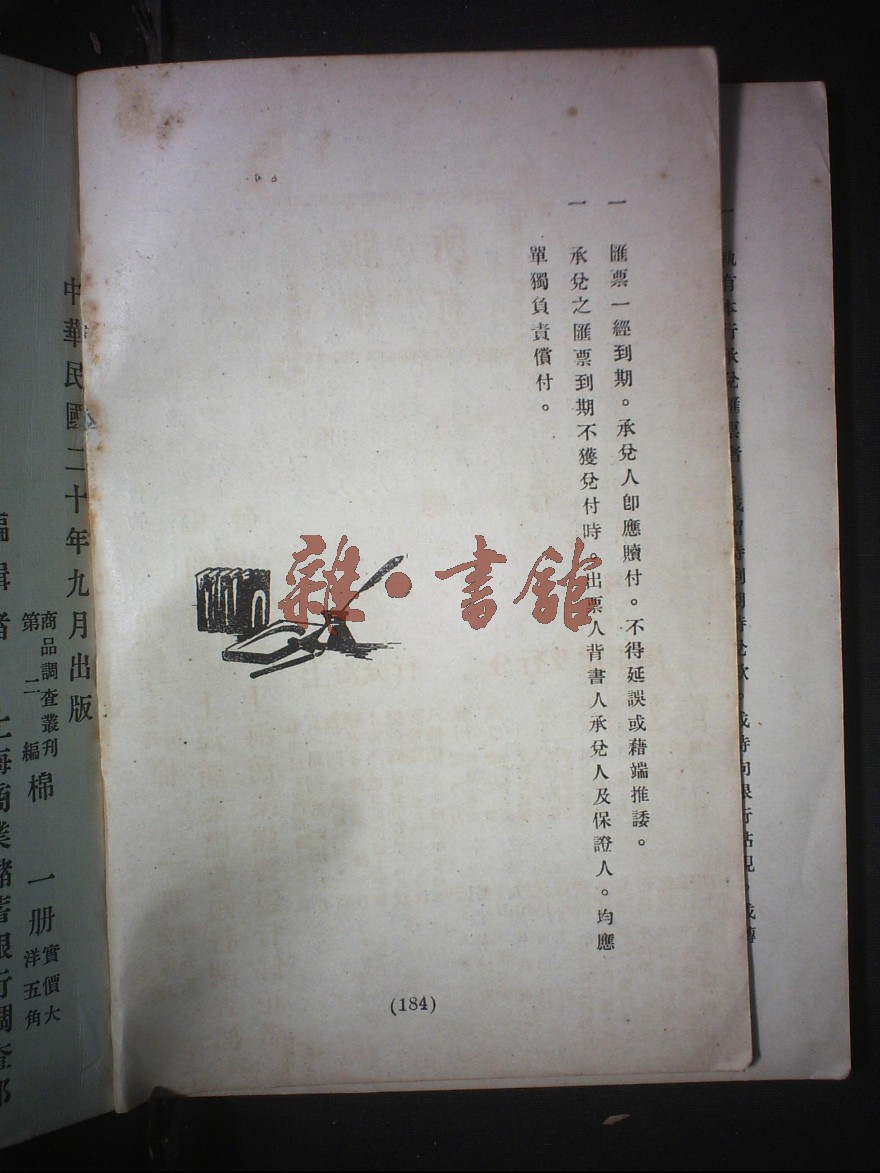 一 匯票一經到期。承兌人卽應贖付。不得延誤或藉端推諉。
一 承兌之匯票到期不獲兌付時。出票人背書人承兌人及保證人。均應
單獨負責償付。
(184)
雜·書館
中華民國二十年九月出版
商品調查叢刊
第二編
棉 一册
實價大
洋五角
編輯者 上海商業儲蓄銀行調查部